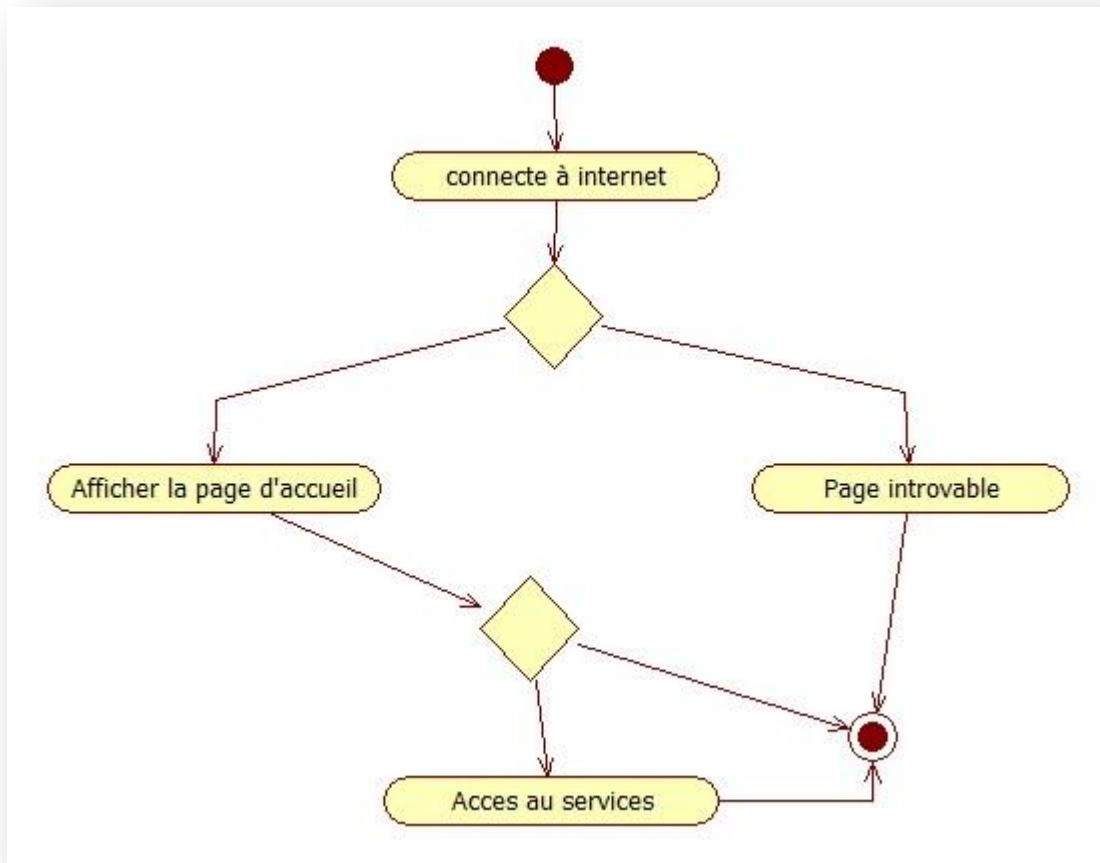 connecte à internet
Afficher la page d'accueil
Page introvable
Acces au services